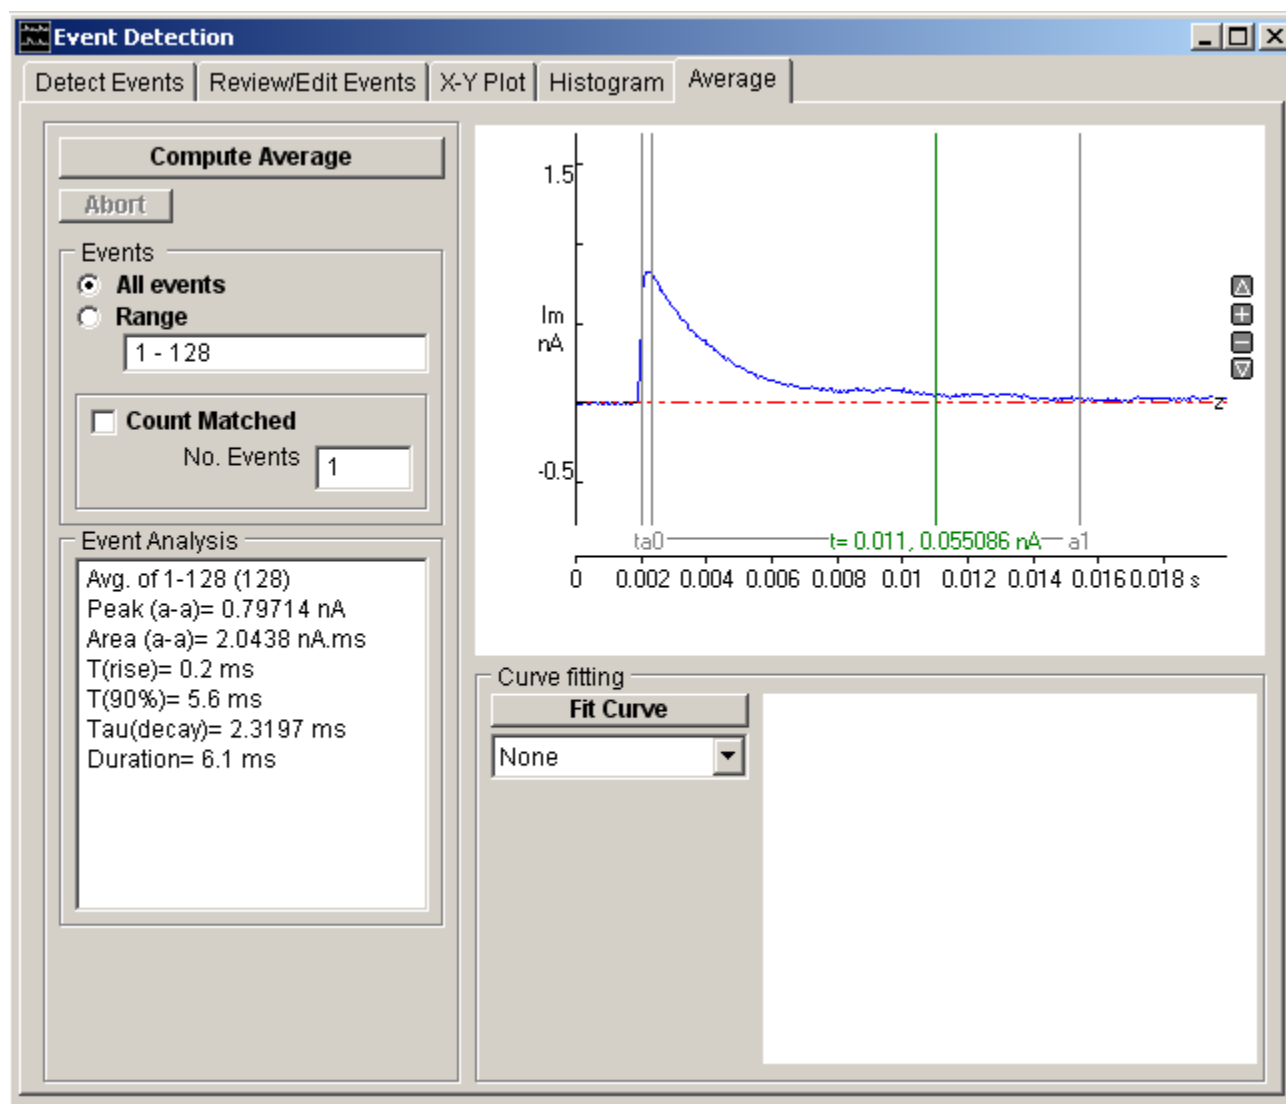 Event Detection
Detect Events Review/Edit Events X-Y Plot Histogram Average
Compute Average
Abort
Events
All events
Range
1 - 128
Count Matched
No. Events 1
Event Analysis
Avg. of 1-128 (128)
Peak (a-a)= 0.79714 nA
Area (a-a)= 2.0438 nA.ms
T(rise)= 0.2 ms
T(90%)= 5.6 ms
Tau(decay)= 2.3197 ms
Duration= 6.1 ms
1.5
Im
nA
-0.5
z
ta0 t= 0.011, 0.055086 nA a1
0 0.002 0.004 0.006 0.008 0.01 0.012 0.014 0.016 0.018 s
Curve fitting
Fit Curve
None